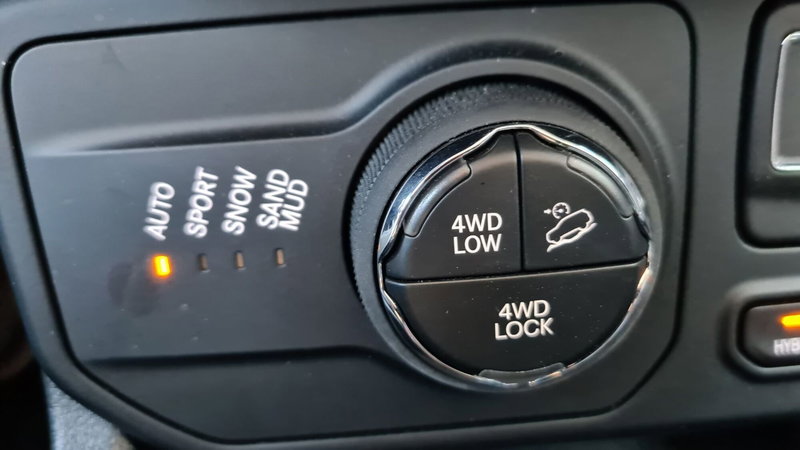 AUTO
SPORT
SNOW
SAND
MUD
4WD
LOW
4WD
LOCK